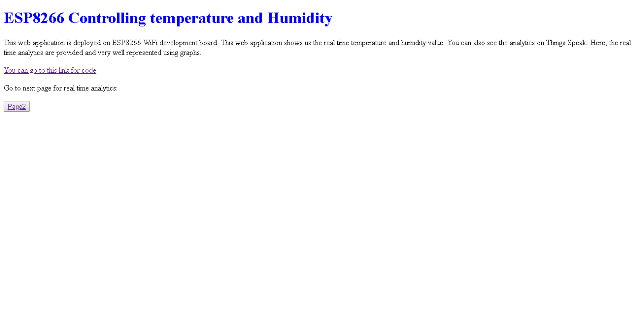 ESP8266 Controlling temperature and Humidity
This web application is deployed on ESP8266 WiFi development board. This web application shows us the real time temperature and humidity value. You can also see the analytics on Things Speak. Here, the real
time analytics are provided and very well represented using graphs.
You can go to this link for code
Go to next page for real time analytics:
Page2